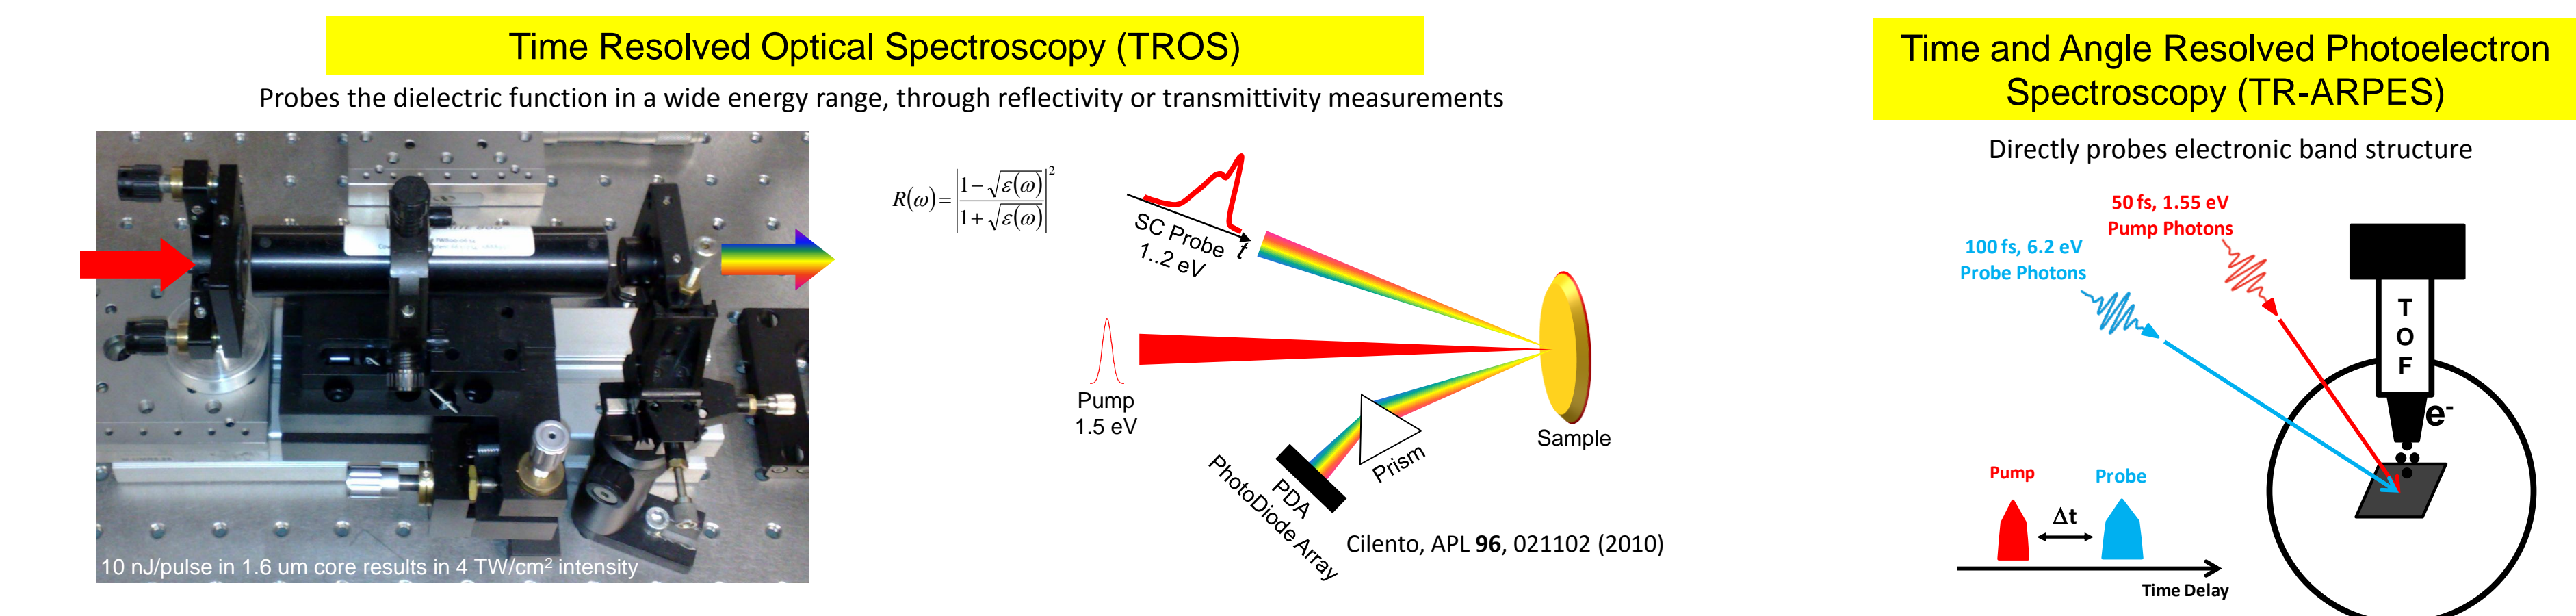 Time Resolved Optical Spectroscopy (TROS)
Probes the dielectric function in a wide energy range, through reflectivity or transmittivity measurements
R(ω)=|1−√ε(ω)/1+√ε(ω)|²
SC Probe t
1..2 eV
Pump
1.5 eV
Sample
Prism
PDA
PhotoDiode Array
Cilento, APL 96, 021102 (2010)
10 nJ/pulse in 1.6 um core results in 4 TW/cm² intensity
Time and Angle Resolved Photoelectron
Spectroscopy (TR-ARPES)
Directly probes electronic band structure
50 fs, 1.55 eV
Pump Photons
100 fs, 6.2 eV
Probe Photons
T
O
F
e-
Pump
Probe
Δt
Time Delay